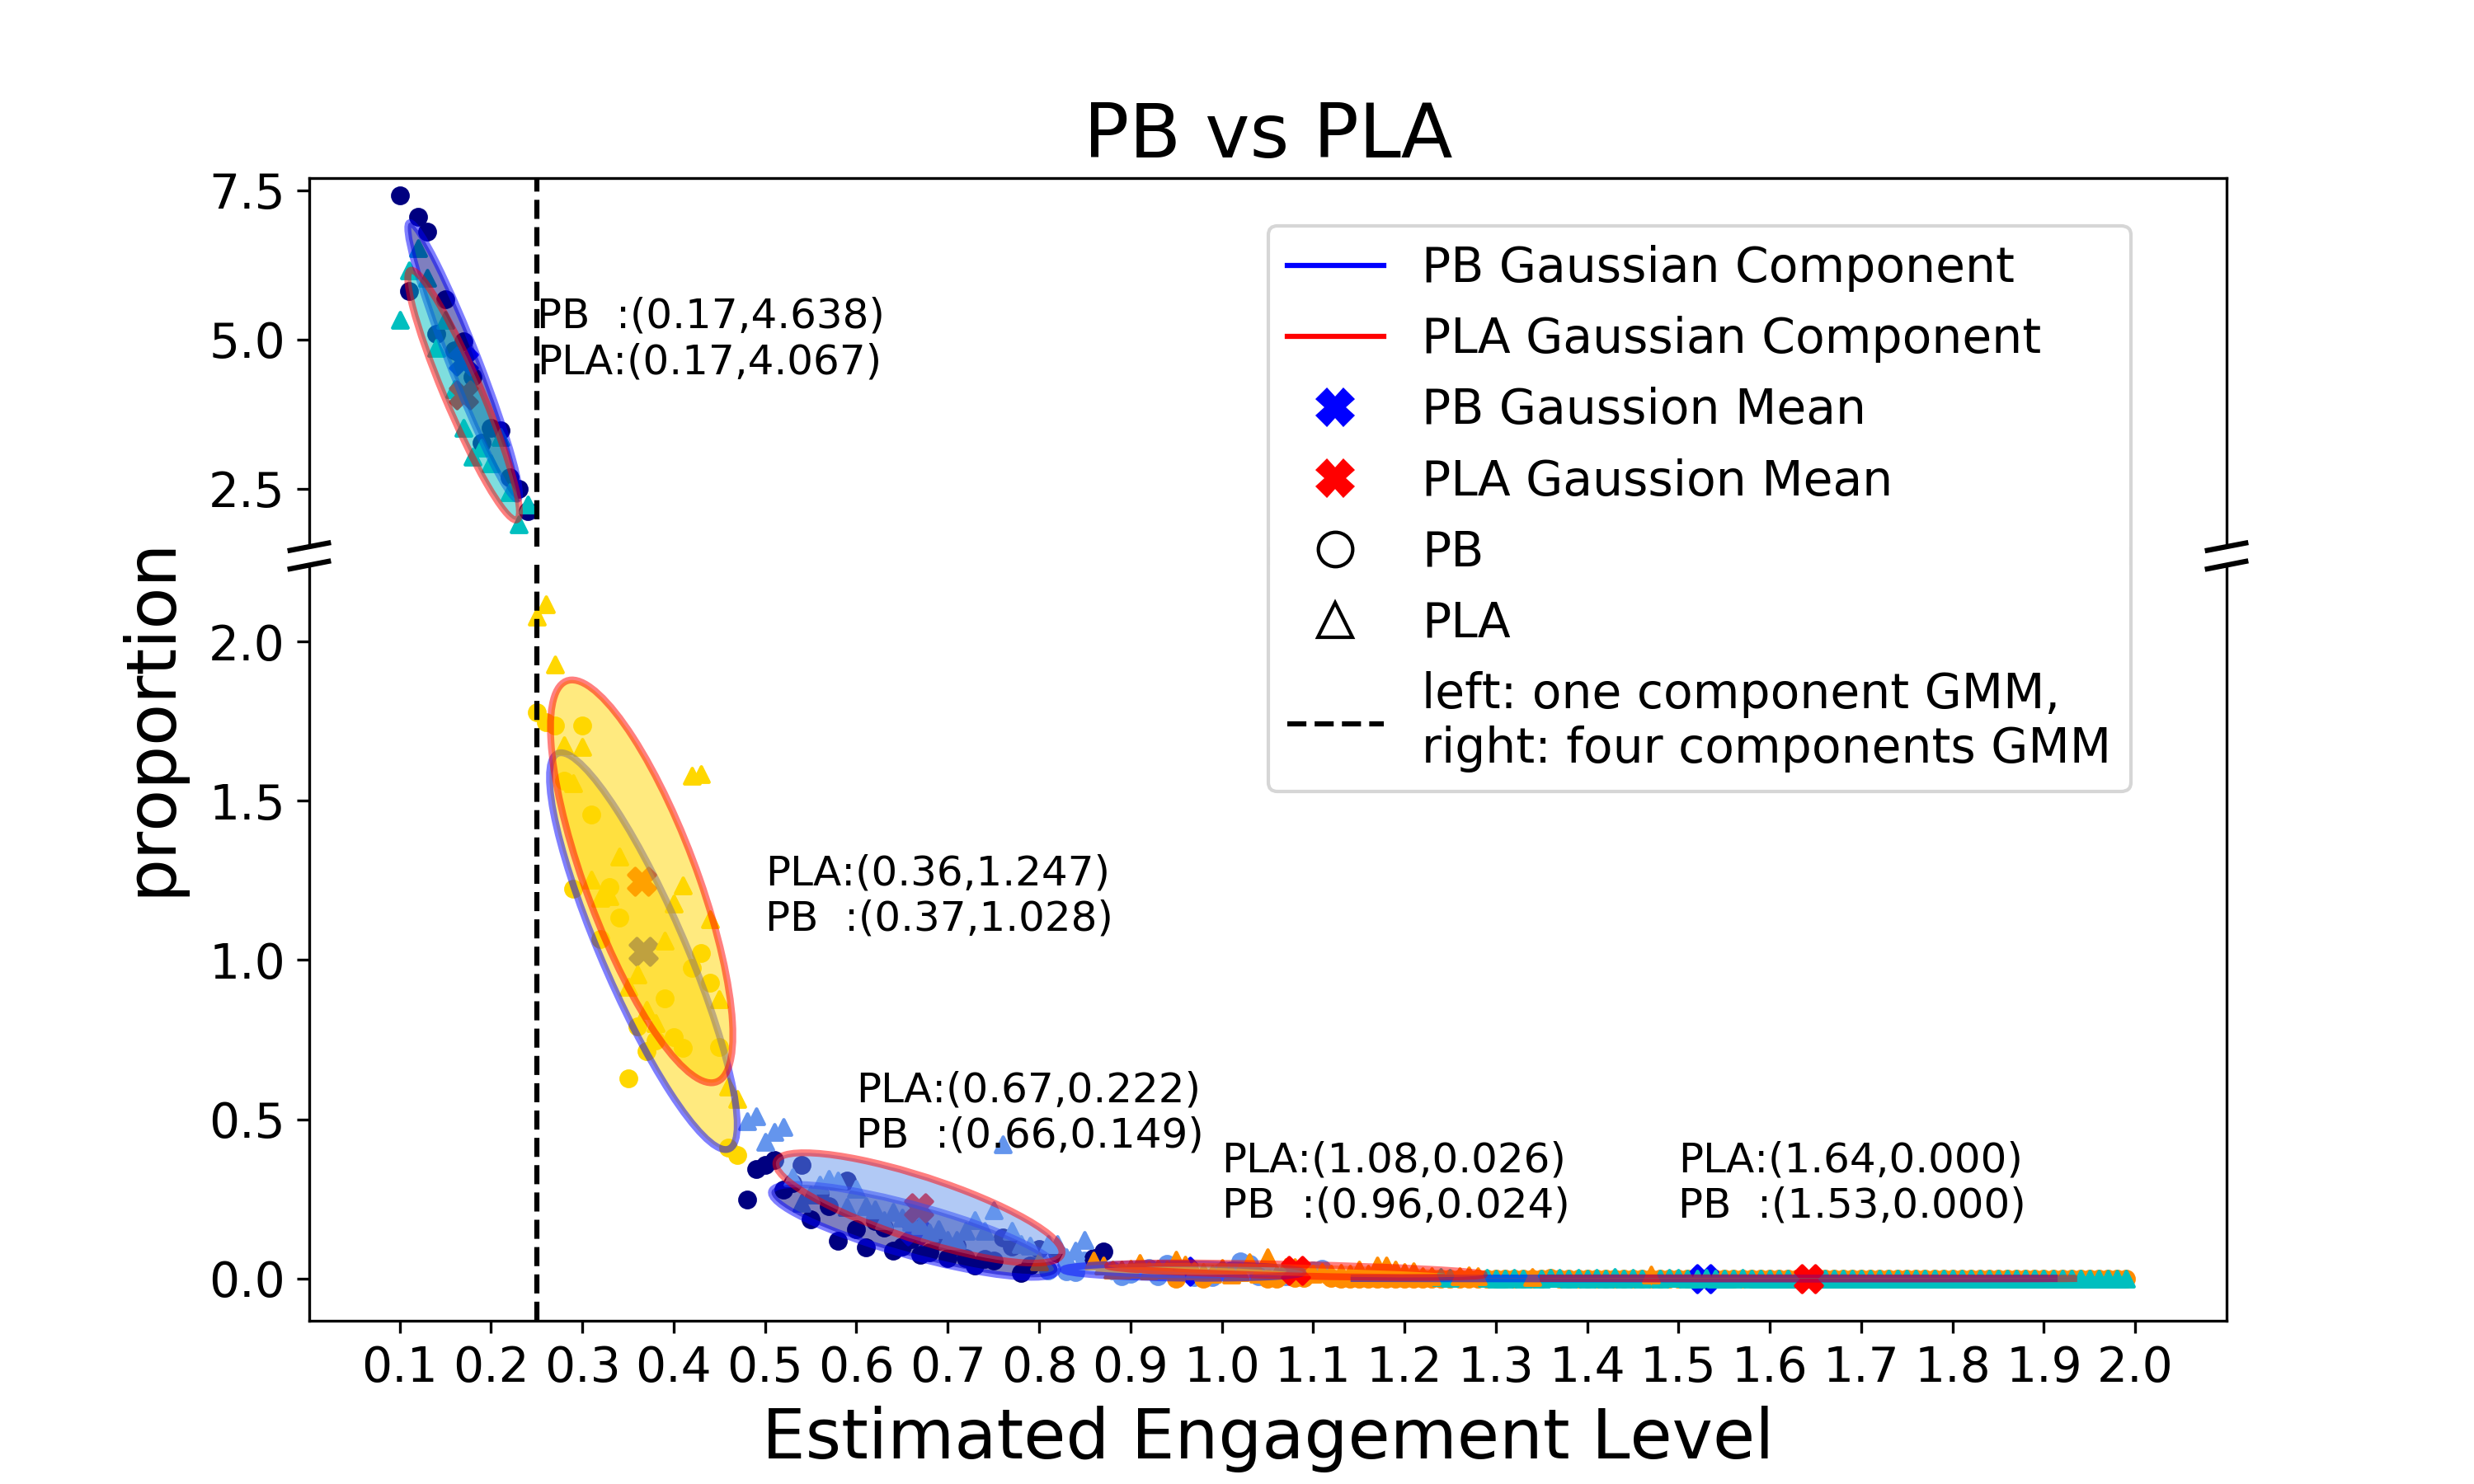 PB vs PLA
7.5
5.0
2.5
2.0
1.5
1.0
0.5
0.0
proportion
PB :(0.17,4.638)
PLA:(0.17,4.067)
PLA:(0.36,1.247)
PB :(0.37,1.028)
PLA:(0.67,0.222)
PB :(0.66,0.149)
PLA:(1.08,0.026)
PB :(0.96,0.024)
PLA:(1.64,0.000)
PB :(1.53,0.000)
PB Gaussian Component
PLA Gaussian Component
PB Gaussion Mean
PLA Gaussion Mean
PB
PLA
left: one component GMM,
right: four components GMM
0.1 0.2 0.3 0.4 0.5 0.6 0.7 0.8 0.9 1.0 1.1 1.2 1.3 1.4 1.5 1.6 1.7 1.8 1.9 2.0
Estimated Engagement Level